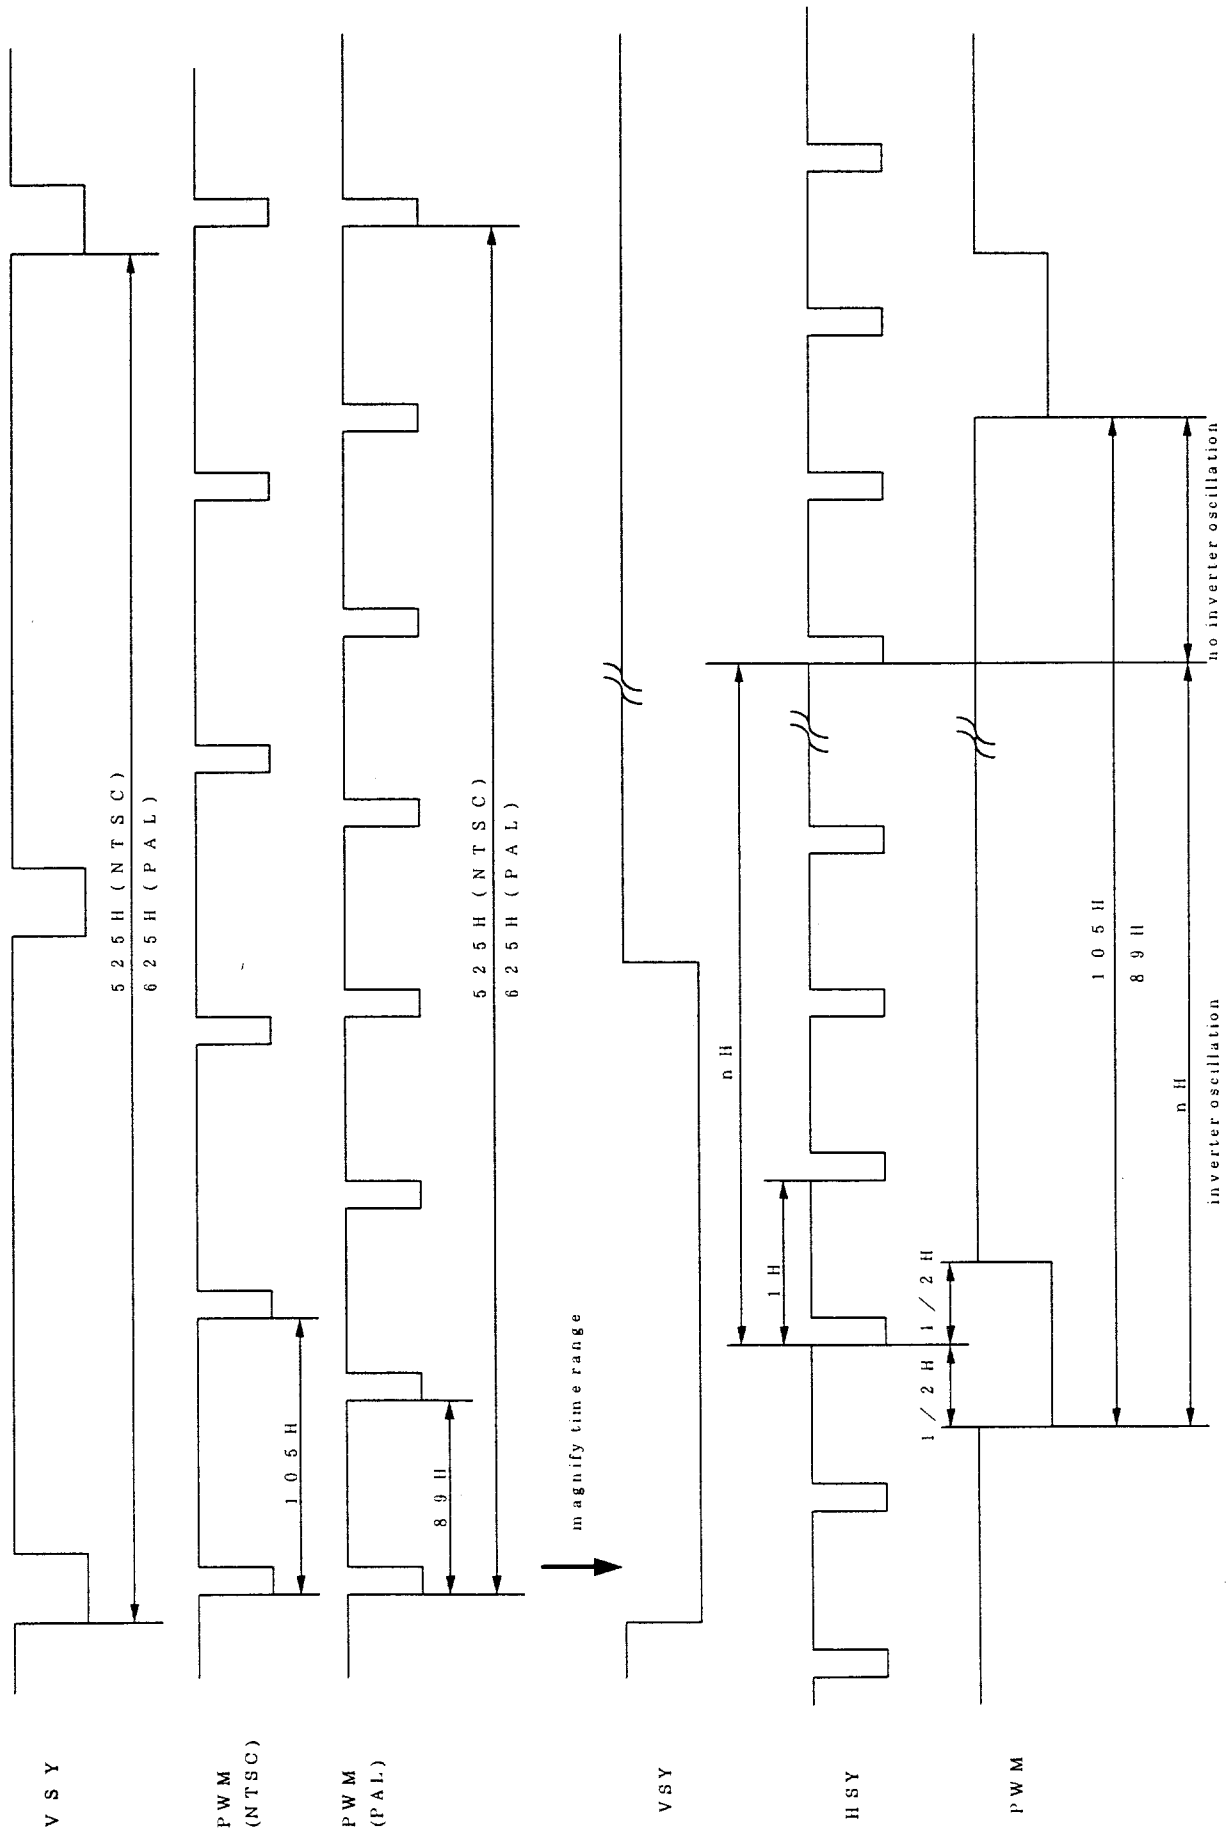 VSY
525H(NTSC)
625H(PAL)
PWM
(NTSC)
105H
PWM
(PAL)
89H
525H(NTSC)
625H(PAL)
magnify time range
VSY
nH
1H
HSY
1/2H 1/2H
PWM
105H
89H
nH
inverter oscillation
no inverter oscillation